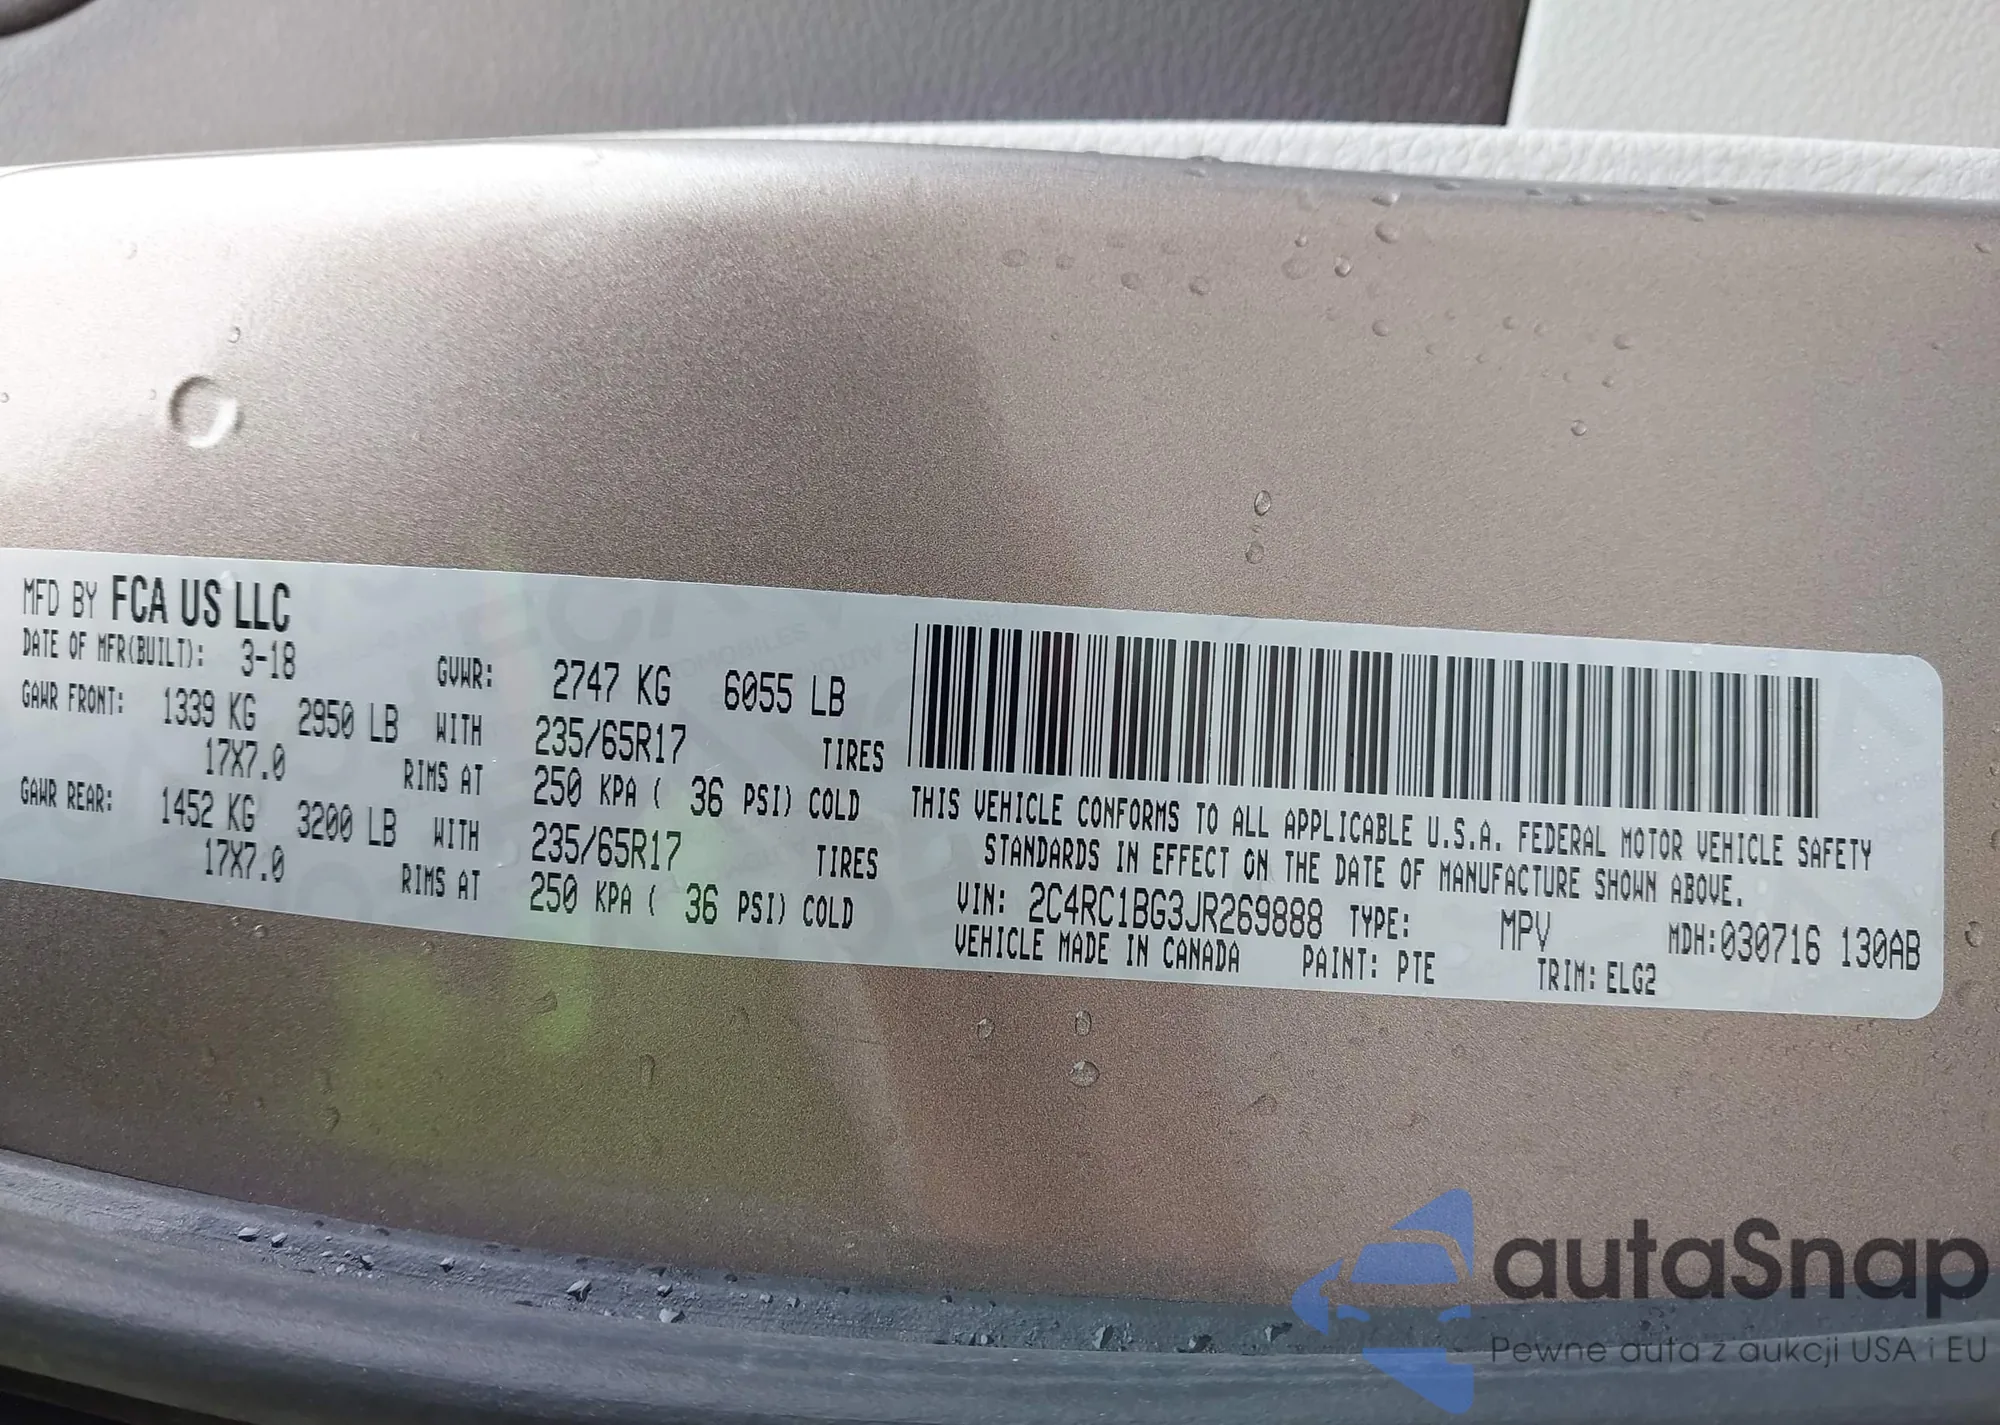 MFD BY FCA US LLC
DATE OF MFR(BUILT): 3-18 GVWR: 2747 KG 6055 LB
GAWR FRONT: 1339 KG 2950 LB WITH 235/65R17 TIRES
17X7.0 RIMS AT 250 KPA ( 36 PSI) COLD
GAWR REAR: 1452 KG 3200 LB WITH 235/65R17 TIRES
17X7.0 RIMS AT 250 KPA ( 36 PSI) COLD
THIS VEHICLE CONFORMS TO ALL APPLICABLE U.S.A. FEDERAL MOTOR VEHICLE SAFETY
STANDARDS IN EFFECT ON THE DATE OF MANUFACTURE SHOWN ABOVE.
VIN: 2C4RC1BG3JR269888 TYPE: MPV MDH:030716 130AB
VEHICLE MADE IN CANADA PAINT: PTE TRIM: ELG2
autaSnap
Pewne auta z aukcji USA i EU